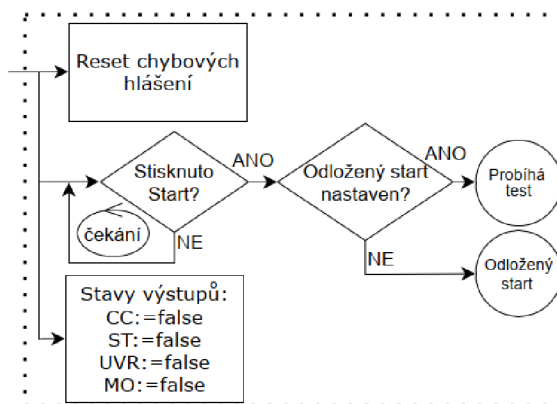 Reset chybových
hlášení
Stisknuto
Start?
ANO
Odložený start
nastaven?
ANO
Probíhá
test
čekání
NE
NE
Odložený
start
Stavy výstupů:
CC:=false
ST:=false
UVR:=false
MO:=false